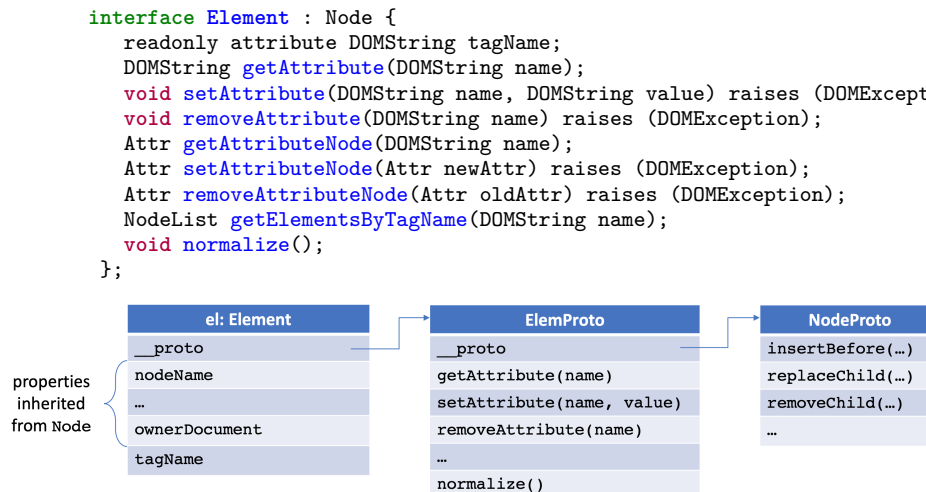 interface Element : Node {
readonly attribute DOMString tagName;
DOMString getAttribute(DOMString name);
void setAttribute(DOMString name, DOMString value) raises (DOMExcept
void removeAttribute(DOMString name) raises (DOMException);
Attr getAttributeNode(DOMString name);
Attr setAttributeNode(Attr newAttr) raises (DOMException);
Attr removeAttributeNode(Attr oldAttr) raises (DOMException);
NodeList getElementsByTagName(DOMString name);
void normalize();
};
el: Element
__proto
nodeName
…
ownerDocument
tagName
properties
inherited
from Node
ElemProto
__proto
getAttribute(name)
setAttribute(name, value)
removeAttribute(name)
…
normalize()
NodeProto
insertBefore(…)
replaceChild(…)
removeChild(…)
…